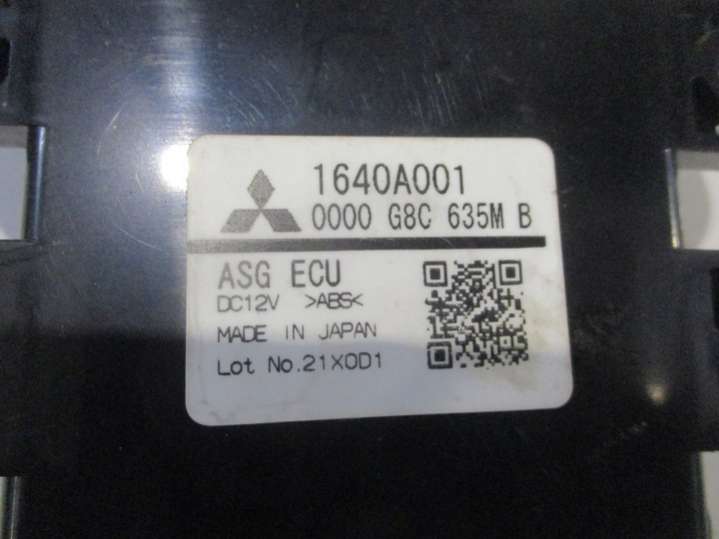 1640A001
0000 G8C 635M B
ASG ECU
DC12V >ABS<
MADE IN JAPAN
Lot No.21X0D1